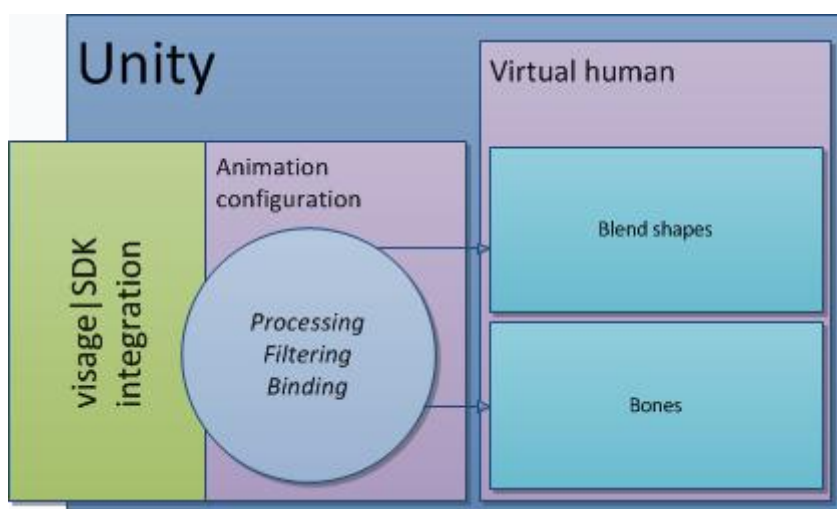 Unity
Virtual human
visage|SDK
integration
Animation
configuration
Processing
Filtering
Binding
Blend shapes
Bones